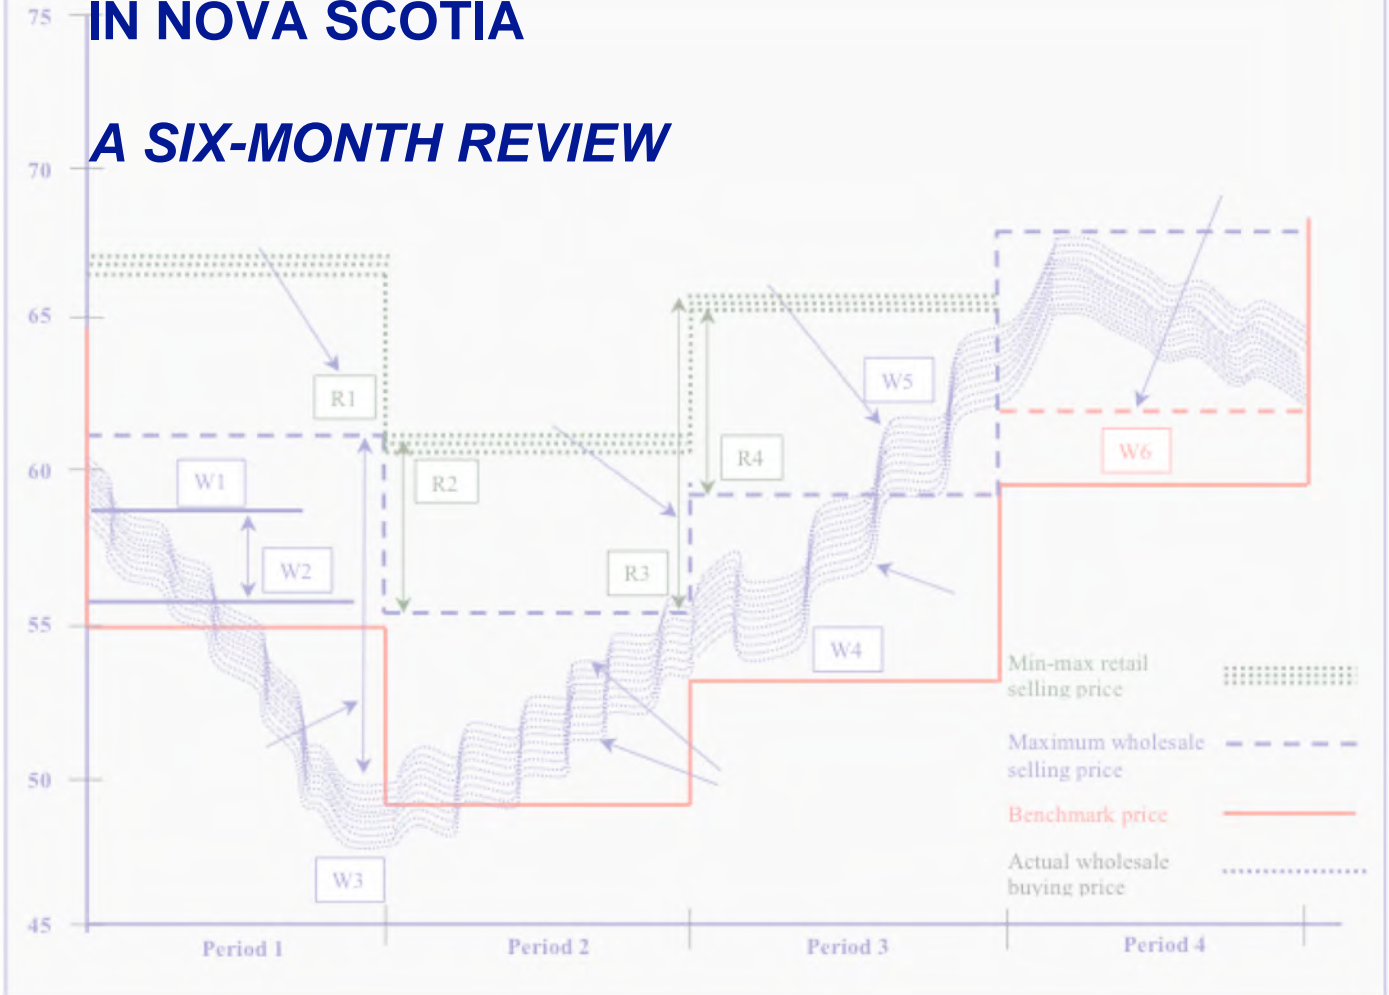 75
IN NOVA SCOTIA
A SIX-MONTH REVIEW
70
65
R1
W5
60
W1
R2
R4
W6
W2
R3
55
W4
Min-max retail
selling price
Maximum wholesale
selling price
50
Benchmark price
Actual wholesale
buying price
W3
45
Period 1
Period 2
Period 3
Period 4